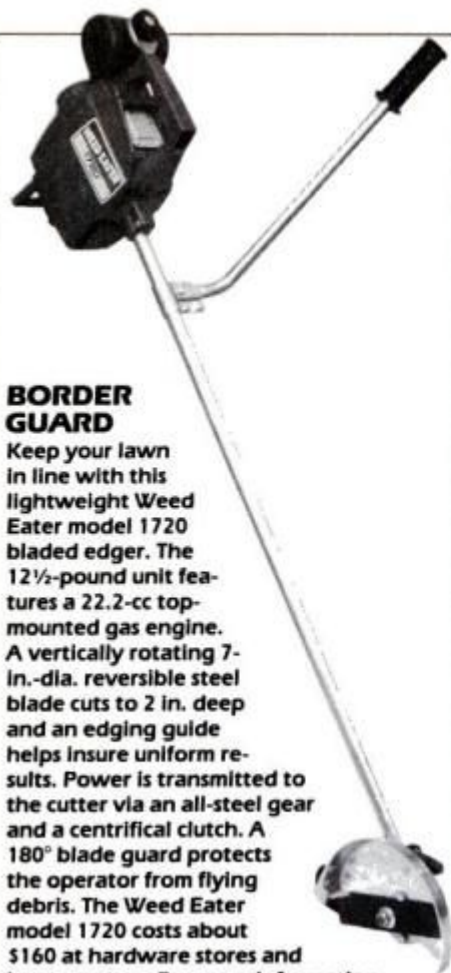 WEED EATER
BORDER
GUARD
Keep your lawn
in line with this
lightweight Weed
Eater model 1720
bladed edger. The
12½-pound unit fea-
tures a 22.2-cc top-
mounted gas engine.
A vertically rotating 7-
in.-dia. reversible steel
blade cuts to 2 in. deep
and an edging guide
helps insure uniform re-
sults. Power is transmitted to
the cutter via an all-steel gear
and a centrifical clutch. A
180° blade guard protects
the operator from flying
debris. The Weed Eater
model 1720 costs about
$160 at hardware stores and